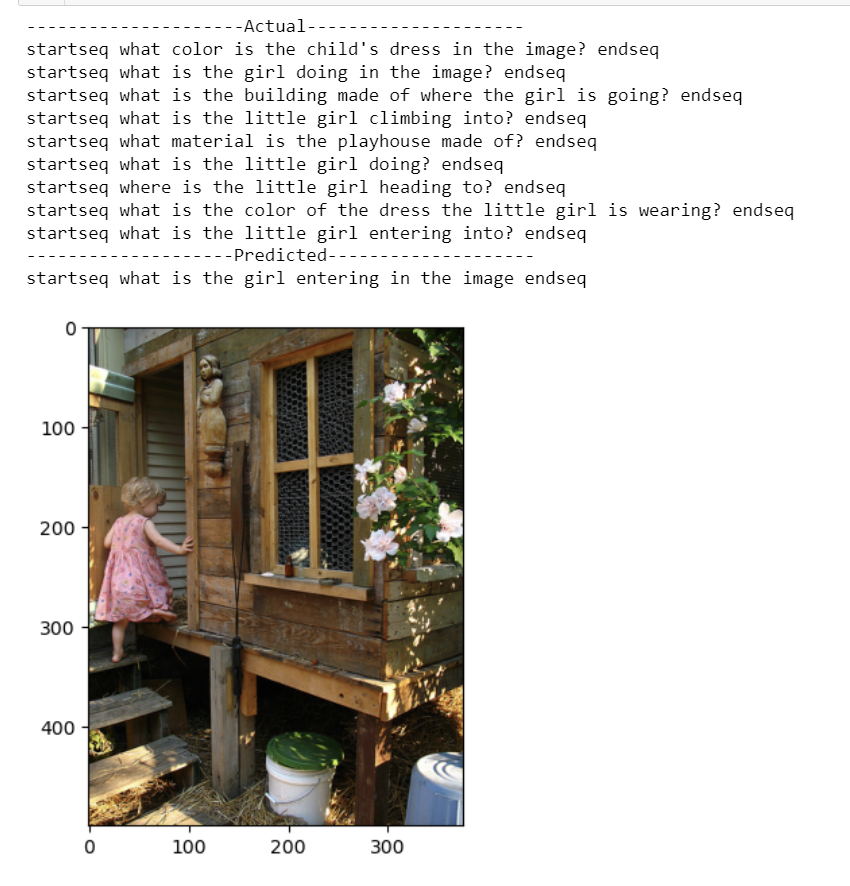 ---------------------Actual---------------------
startseq what color is the child's dress in the image? endseq
startseq what is the girl doing in the image? endseq
startseq what is the building made of where the girl is going? endseq
startseq what is the little girl climbing into? endseq
startseq what material is the playhouse made of? endseq
startseq what is the little girl doing? endseq
startseq where is the little girl heading to? endseq
startseq what is the color of the dress the little girl is wearing? endseq
startseq what is the little girl entering into? endseq
--------------------Predicted--------------------
startseq what is the girl entering in the image endseq
0
100
200
300
400
0 100 200 300